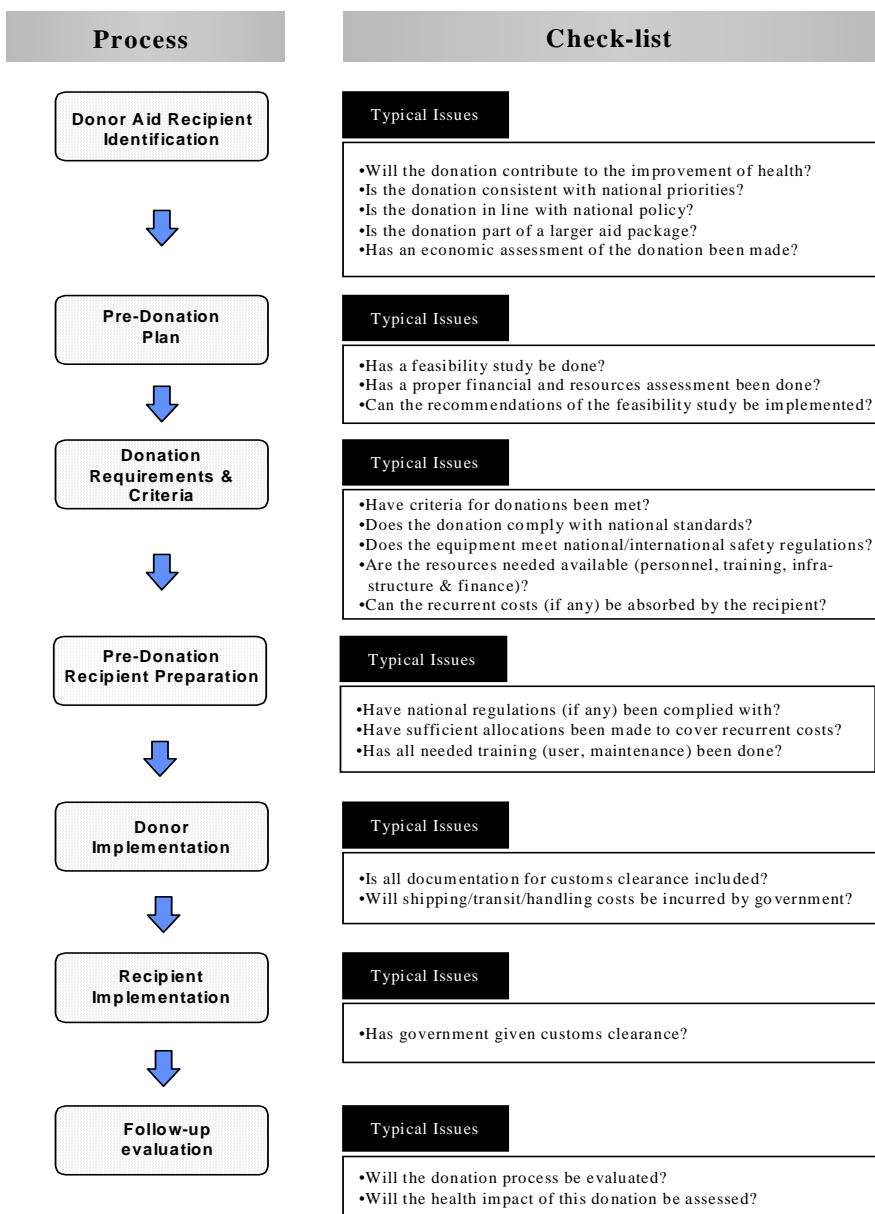 Process
Check-list
Donor Aid Recipient
Identification
Typical Issues
•Will the donation contribute to the improvement of health?
•Is the donation consistent with national priorities?
•Is the donation in line with national policy?
•Is the donation part of a larger aid package?
•Has an economic assessment of the donation been made?
Pre-Donation
Plan
Typical Issues
•Has a feasibility study be done?
•Has a proper financial and resources assessment been done?
•Can the recommendations of the feasibility study be implemented?
Donation
Requirements &
Criteria
Typical Issues
•Have criteria for donations been met?
•Does the donation comply with national standards?
•Does the equipment meet national/international safety regulations?
•Are the resources needed available (personnel, training, infra-
structure & finance)?
•Can the recurrent costs (if any) be absorbed by the recipient?
Pre-Donation
Recipient Preparation
Typical Issues
•Have national regulations (if any) been complied with?
•Have sufficient allocations been made to cover recurrent costs?
•Has all needed training (user, maintenance) been done?
Donor
Implementation
Typical Issues
•Is all documentation for customs clearance included?
•Will shipping/transit/handling costs be incurred by government?
Recipient
Implementation
Typical Issues
•Has government given customs clearance?
Follow-up
evaluation
Typical Issues
•Will the donation process be evaluated?
•Will the health impact of this donation be assessed?